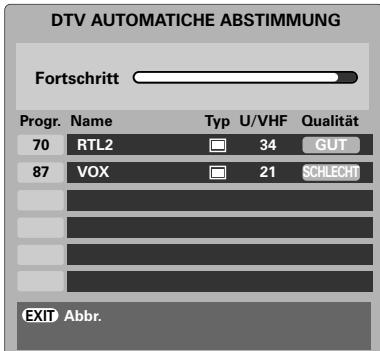 DTV AUTOMATICHE ABSTIMMUNG
Fortschritt
Progr. Name Typ U/VHF Qualität
70 RTL2 34 GUT
87 VOX 21 SCHLECHT
EXIT Abbr.